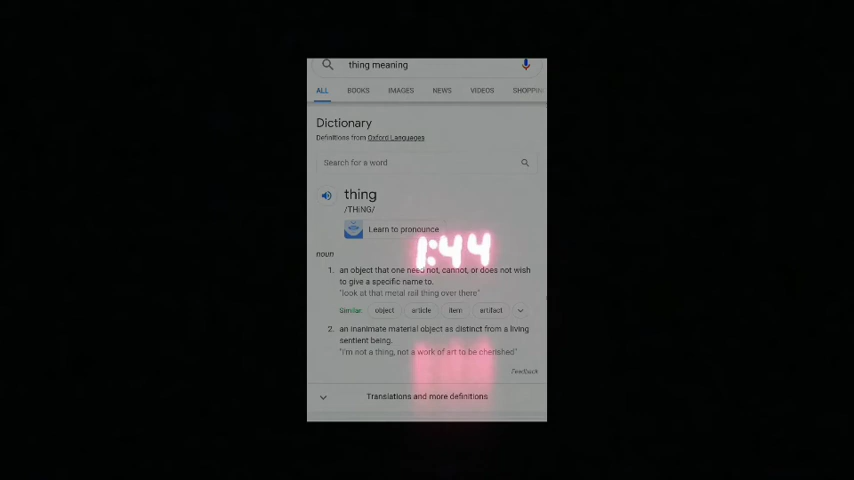 thing meaning
ALL BOOKS IMAGES NEWS VIDEOS SHOPPIN
Dictionary
Definitions from Oxford Languages
Search for a word
thing
/THiNG/
Learn to pronounce
1:44
noun
1. an object that one need not, cannot, or does not wish
to give a specific name to.
"look at that metal rail thing over there"
Similar: object article item artifact
2. an inanimate material object as distinct from a living
sentient being.
"I'm not a thing, not a work of art to be cherished"
Feedback
Translations and more definitions